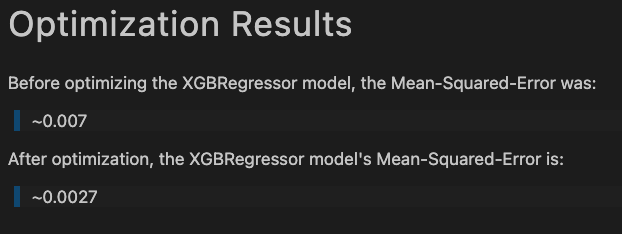 Optimization Results
Before optimizing the XGBRegressor model, the Mean-Squared-Error was:
~0.007
After optimization, the XGBRegressor model's Mean-Squared-Error is:
~0.0027